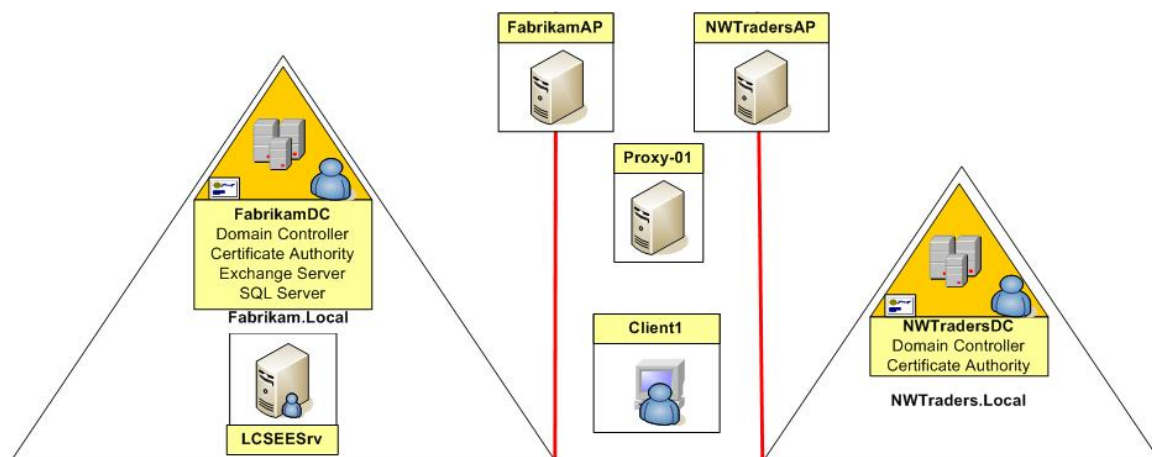 FabrikamAP
NWTradersAP
Proxy-01
FabrikamDC
Domain Controller
Certificate Authority
Exchange Server
SQL Server
Fabrikam.Local
LCSEESrv
Client1
NWTradersDC
Domain Controller
Certificate Authority
NWTraders.Local